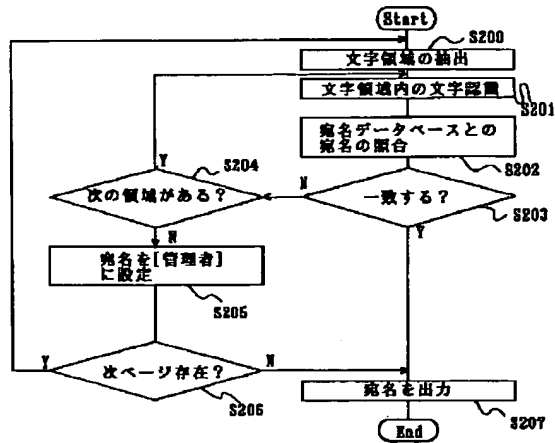 Start
S200
文字領域の抽出
文字領域内の文字認識
S201
宛名データベースとの
宛名の照合
S202
Y
S204
次の領域がある?
N
一致する?
S203
N
Y
宛名を[管理者]
に設定
S205
Y
次ページ存在?
N
S206
宛名を出力
S207
End